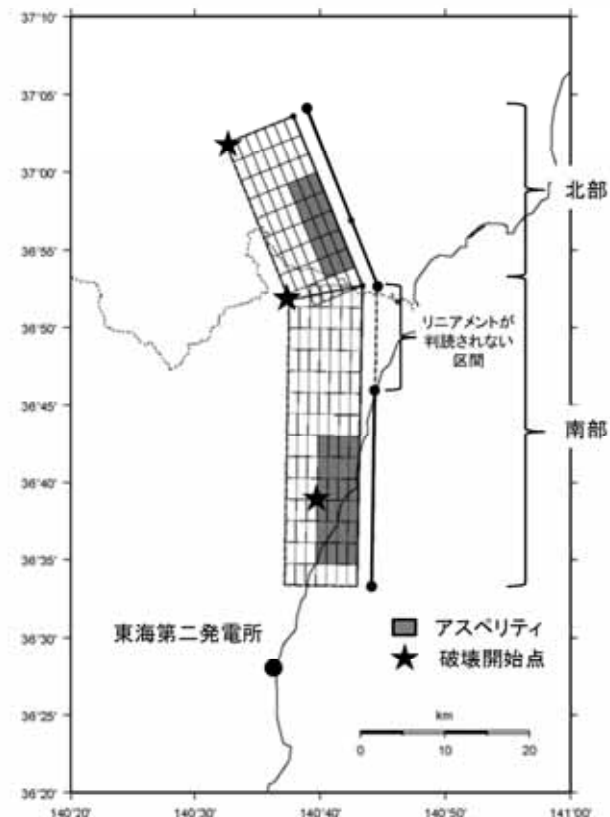 37°10'
37°05'
37°00'
36°55'
36°50'
36°45'
36°40'
36°35'
36°30'
36°25'
36°20'
140°20'
140°30'
140°40'
140°50'
141°00'
北部
リニアメントが
判読されない
区間
南部
東海第二発電所
アスペリティ
破壊開始点
km
0
10
20